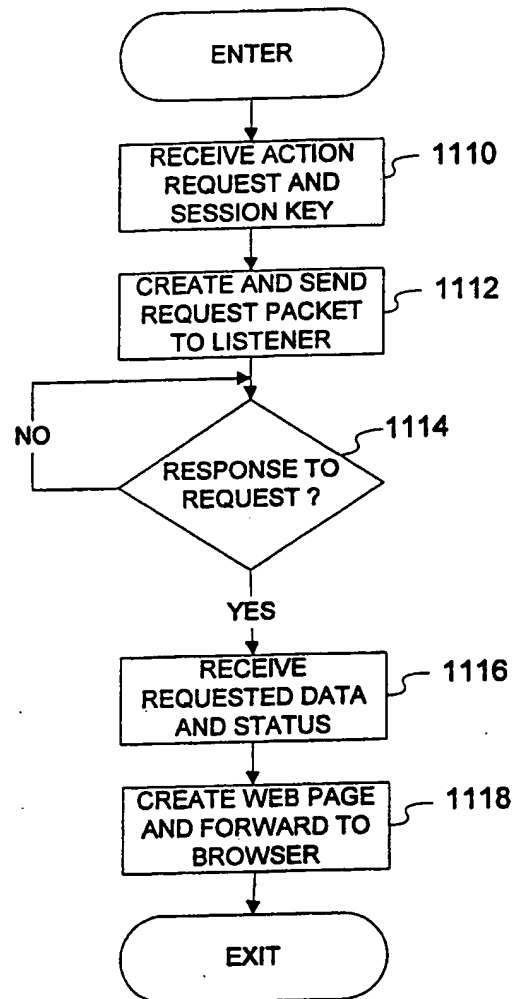 ENTER
RECEIVE ACTION
REQUEST AND
SESSION KEY
1110
CREATE AND SEND
REQUEST PACKET
TO LISTENER
1112
NO
1114
RESPONSE TO
REQUEST ?
YES
RECEIVE
REQUESTED DATA
AND STATUS
1116
CREATE WEB PAGE
AND FORWARD TO
BROWSER
1118
EXIT